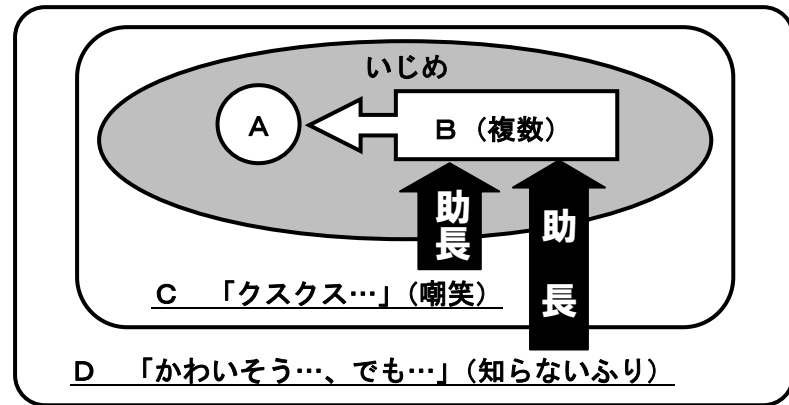 いじめ
A
B（複数）
助長
助長
C　「クスクス…」（嘲笑）
D　「かわいそう…、でも…」（知らないふり）